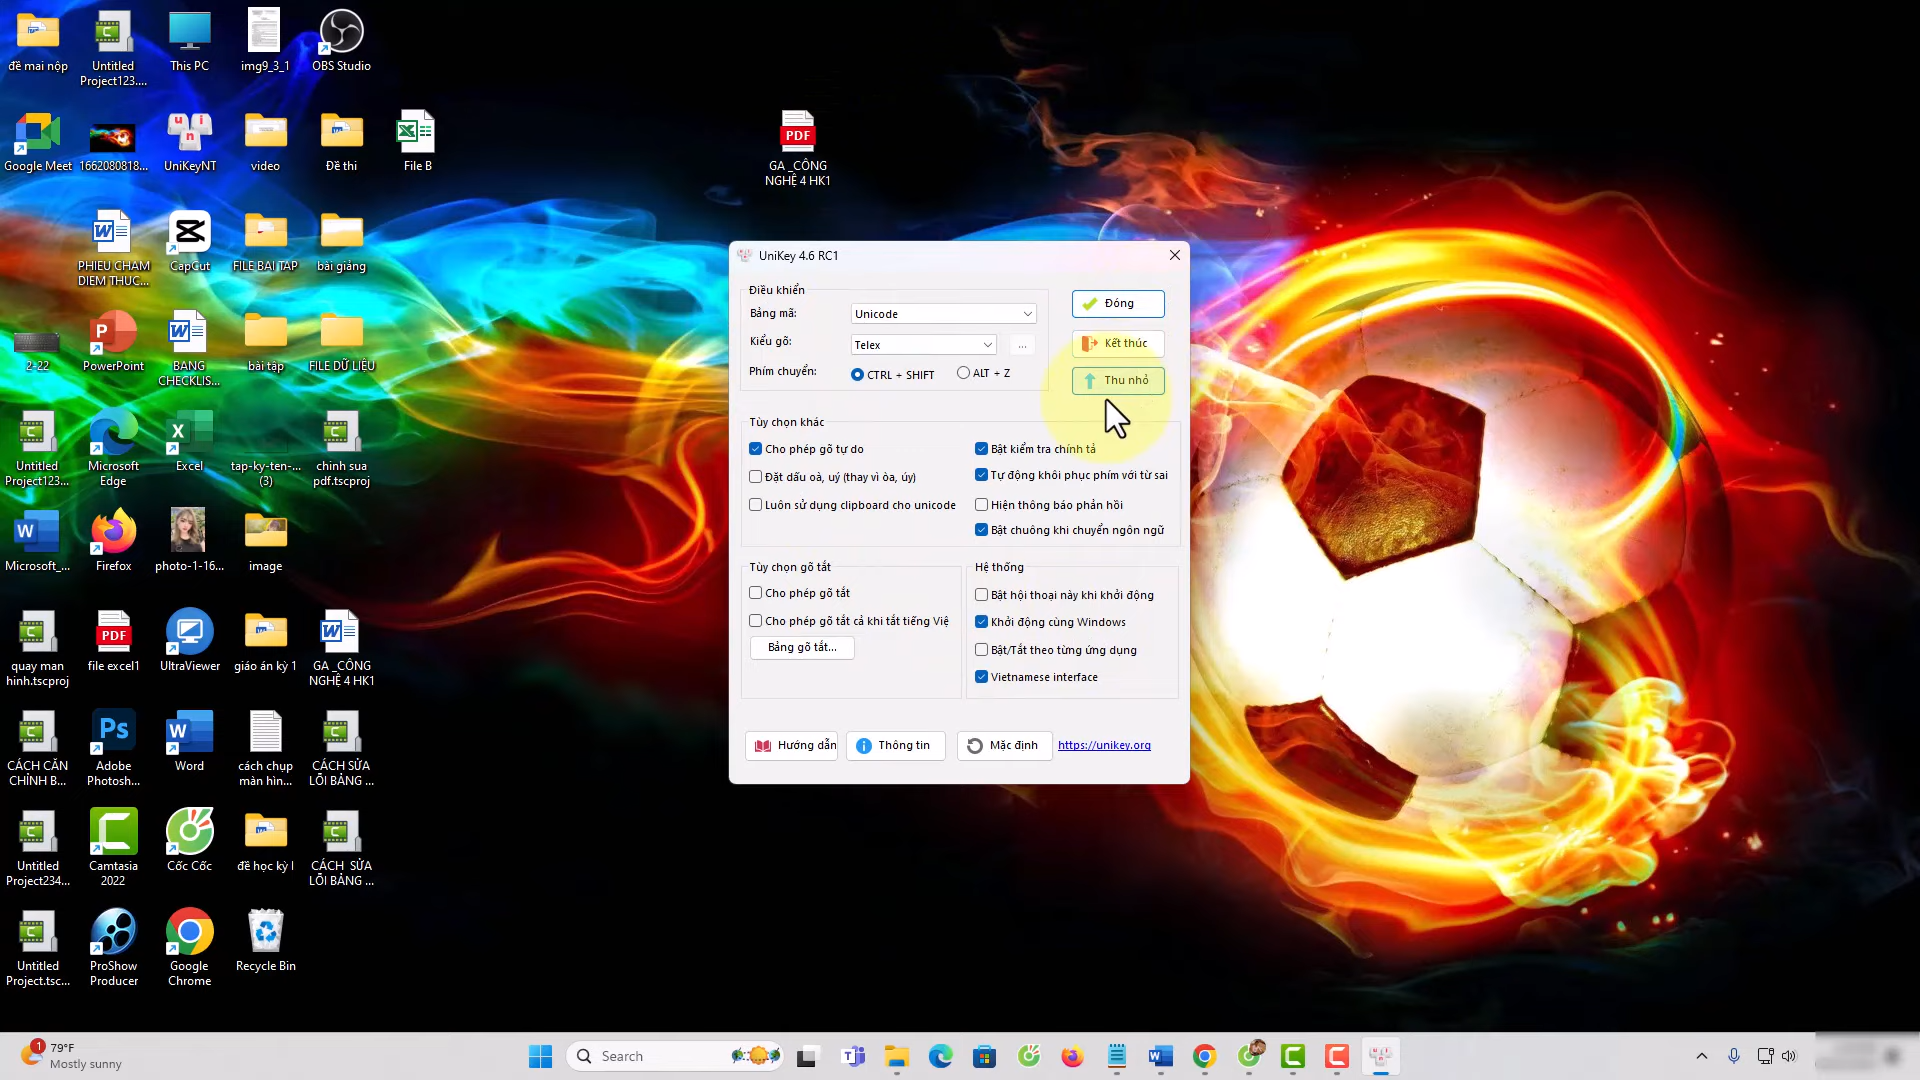 đề mai nộp
Untitled
Project123....
This PC
img9_3_1
OBS Studio
Google Meet
1662080818...
UniKeyNT
video
Đề thi
File B
PDF
GA _CÔNG
NGHỆ 4 HK1
PHIEU CHAM
DIEM THUC...
CapCut
FILE BAI TAP
bài giảng
2-22
PowerPoint
BANG
CHECKLIS...
bài tập
FILE DỮ LIỆU
Untitled
Project123...
Microsoft
Edge
Excel
tap-ky-ten-...
(3)
chinh sua
pdf.tscproj
Microsoft_...
Firefox
photo-1-16...
image
quay man
hinh.tscproj
PDF
file excel1
UltraViewer
giáo án kỳ 1
GA _CÔNG
NGHỆ 4 HK1
CÁCH CĂN
CHỈNH B...
Ps
Adobe
Photosh...
Word
cách chụp
màn hìn...
CÁCH SỬA
LỖI BẢNG ...
Untitled
Project234...
Camtasia
2022
Cốc Cốc
đề học kỳ I
CÁCH SỬA
LỖI BẢNG ...
Untitled
Project.tsc...
ProShow
Producer
Google
Chrome
Recycle Bin
UniKey 4.6 RC1
Điều khiển
Bảng mã:
Unicode
Đóng
Kiểu gõ:
Telex
...
Kết thúc
Phím chuyển:
CTRL + SHIFT
ALT + Z
Thu nhỏ
Tùy chọn khác
Cho phép gõ tự do
Bật kiểm tra chính tả
Đặt dấu oà, uý (thay vì òa, úy)
Tự động khôi phục phím với từ sai
Luôn sử dụng clipboard cho unicode
Hiện thông báo phản hồi
Bật chuông khi chuyển ngôn ngữ
Tùy chọn gõ tắt
Cho phép gõ tắt
Cho phép gõ tắt cả khi tắt tiếng Việ
Bảng gõ tắt...
Hệ thống
Bật hội thoại này khi khởi động
Khởi động cùng Windows
Bật/Tắt theo từng ứng dụng
Vietnamese interface
Hướng dẫn
Thông tin
Mặc định
https://unikey.org
1
79°F
Mostly sunny
Search